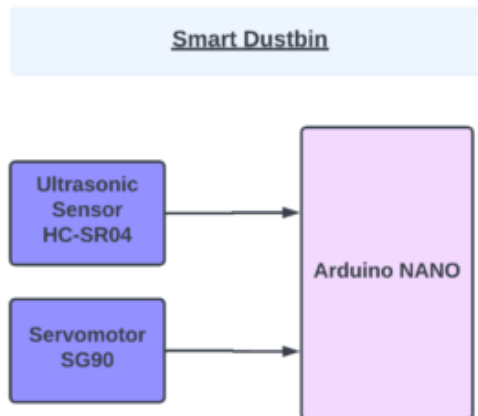 Smart Dustbin
Ultrasonic
Sensor
HC-SR04
Arduino NANO
Servomotor
SG90